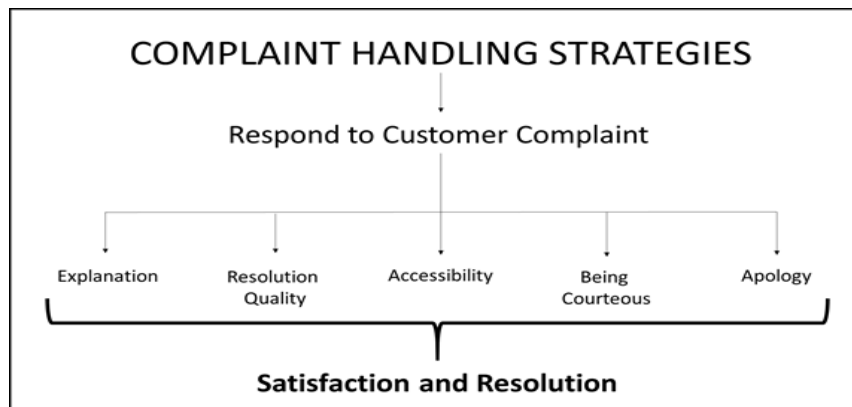 COMPLAINT HANDLING STRATEGIES
Respond to Customer Complaint
Explanation
Resolution
Quality
Accessibility
Being
Courteous
Apology
Satisfaction and Resolution